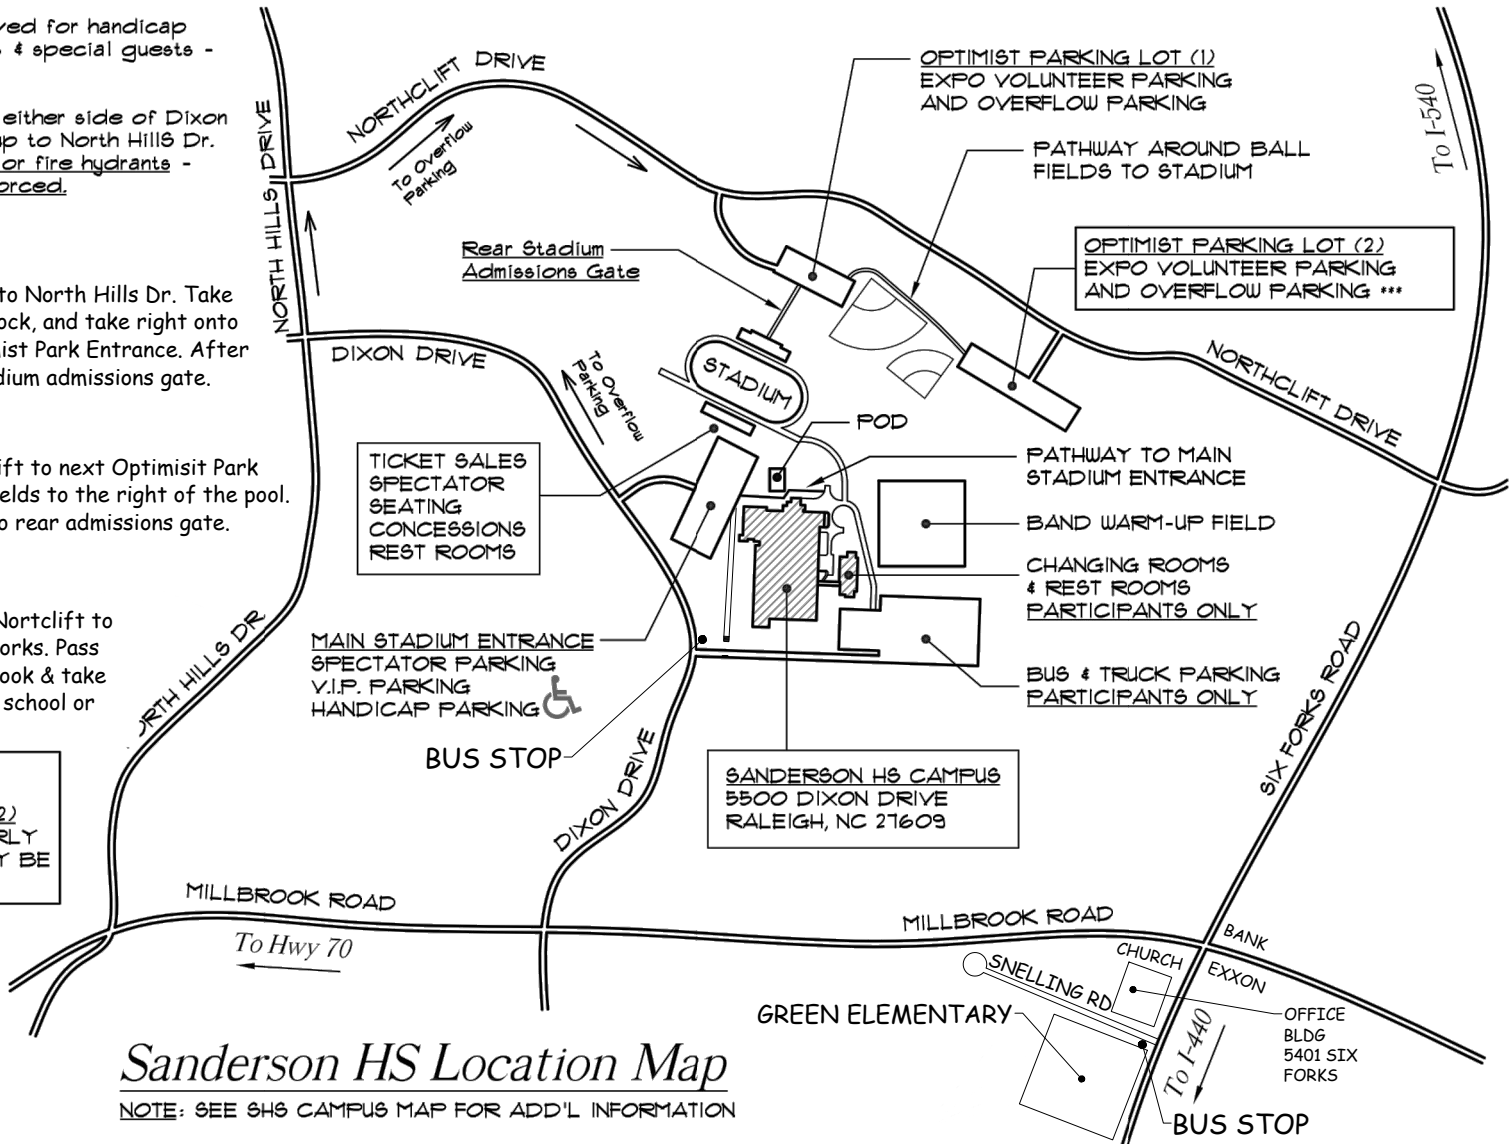 ved for handicap
& special guests -
either side of Dixon
up to North Hills Dr.
or fire hydrants -
orced.
to North Hills Dr. Take
ock, and take right onto
ist Park Entrance. After
dium admissions gate.
ift to next Optimisit Park
elds to the right of the pool.
o rear admissions gate.
Nortclift to
orks. Pass
ook & take
school or
2)
RLY
Y BE
NORTH HILLS DRIVE
NORTHCLIFT DRIVE
To Overflow
Parking
OPTIMIST PARKING LOT (1)
EXPO VOLUNTEER PARKING
AND OVERFLOW PARKING
PATHWAY AROUND BALL
FIELDS TO STADIUM
To I-540
Rear Stadium
Admissions Gate
OPTIMIST PARKING LOT (2)
EXPO VOLUNTEER PARKING
AND OVERFLOW PARKING ***
DIXON DRIVE
To Overflow
Parking
STADIUM
NORTHCLIFT DRIVE
POD
TICKET SALES
SPECTATOR
SEATING
CONCESSIONS
REST ROOMS
PATHWAY TO MAIN
STADIUM ENTRANCE
BAND WARM-UP FIELD
CHANGING ROOMS
& REST ROOMS
PARTICIPANTS ONLY
MAIN STADIUM ENTRANCE
SPECTATOR PARKING
V.I.P. PARKING
HANDICAP PARKING
BUS & TRUCK PARKING
PARTICIPANTS ONLY
ORTH HILLS DR
BUS STOP
DIXON DRIVE
SANDERSON HS CAMPUS
5500 DIXON DRIVE
RALEIGH, NC 27609
SIX FORKS ROAD
MILLBROOK ROAD
To Hwy 70
MILLBROOK ROAD
BANK
CHURCH
EXXON
SNELLING RD
GREEN ELEMENTARY
OFFICE
BLDG
5401 SIX
FORKS
To I-440
BUS STOP
Sanderson HS Location Map
NOTE: SEE SHS CAMPUS MAP FOR ADD'L INFORMATION